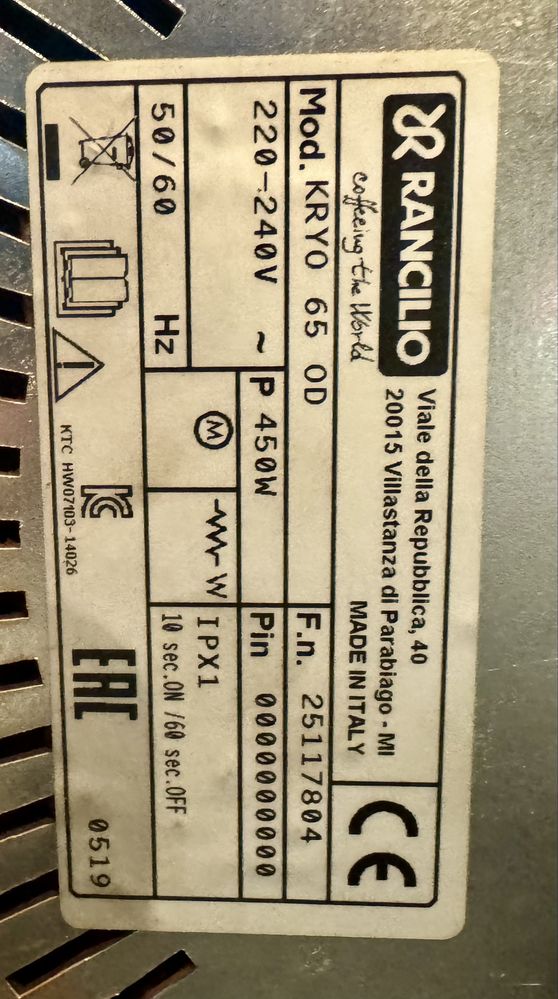 RANCILIO
coffeeing the World
Viale della Repubblica, 40
20015 Villastanza di Parabiago - MI
MADE IN ITALY
CE
Mod. KRYO 65 OD
F.n. 25117804
220-240V ~
P 450W
Pin 0000000000
50/60 Hz
M
W
IPX1
10 sec.ON /60 sec.OFF
KTC HW07103-14026
EAC
0519